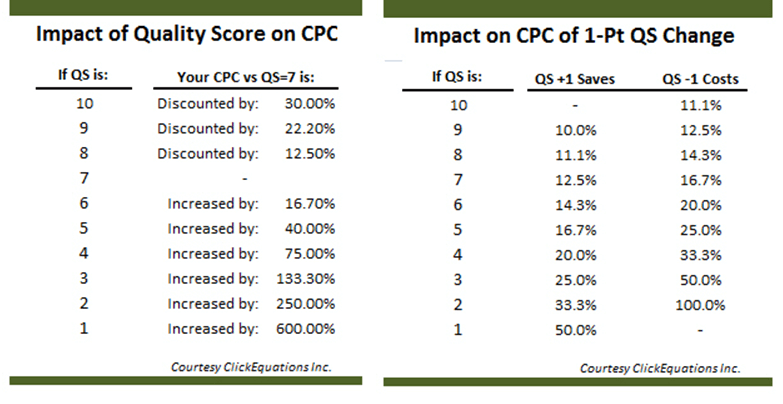 Impact of Quality Score on CPC
If QS is: Your CPC vs QS=7 is:
10 Discounted by: 30.00%
9 Discounted by: 22.20%
8 Discounted by: 12.50%
7 -
6 Increased by: 16.70%
5 Increased by: 40.00%
4 Increased by: 75.00%
3 Increased by: 133.30%
2 Increased by: 250.00%
1 Increased by: 600.00%
Courtesy ClickEquations Inc.
Impact on CPC of 1-Pt QS Change
If QS is: QS +1 Saves QS -1 Costs
10 - 11.1%
9 10.0% 12.5%
8 11.1% 14.3%
7 12.5% 16.7%
6 14.3% 20.0%
5 16.7% 25.0%
4 20.0% 33.3%
3 25.0% 50.0%
2 33.3% 100.0%
1 50.0% -
Courtesy ClickEquations Inc.